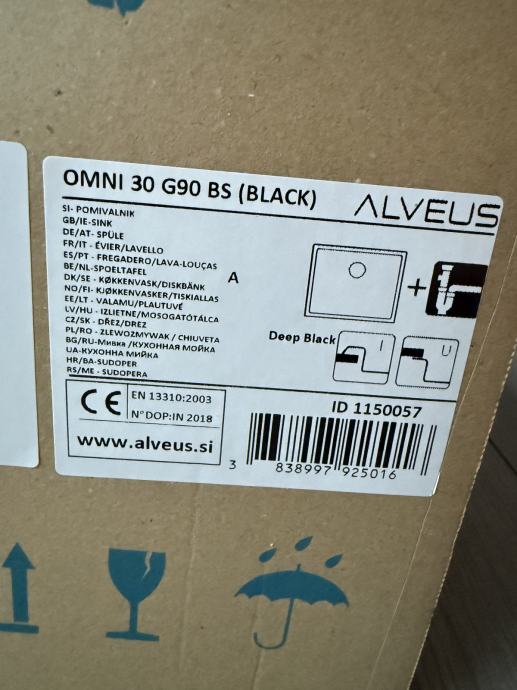 OMNI 30 G90 BS (BLACK)
ALVEUS
SI- POMIVALNIK
GB/IE-SINK
DE/AT- SPÜLE
FR/IT - ÉVIER/LAVELLO
ES/PT - FREGADERO/LAVA-LOUÇAS
BE/NL-SPOELTAFEL
DK/SE - KØKKENVASK/DISKBÄNK
NO/FI- KJØKKENVASKER/TISKIALLAS
EE/LT - VALAMU/PLAUTUVĖ
LV/HU - IZLIETNE/MOSOGATÓTÁLCA
CZ/SK - DŘEZ/DREZ
PL/RO - ZLEWOZMYWAK / CHIUVETA
BG/RU-Мивка /КУХОННАЯ МОЙКА
UA-КУХОННА МИЙКА
HR/BA-SUDOPER
RS/ME - SUDOPERA
A
+
Deep Black
I
U
CE
EN 13310:2003
N°DOP:IN 2018
www.alveus.si
ID 1150057
3 838997 925016